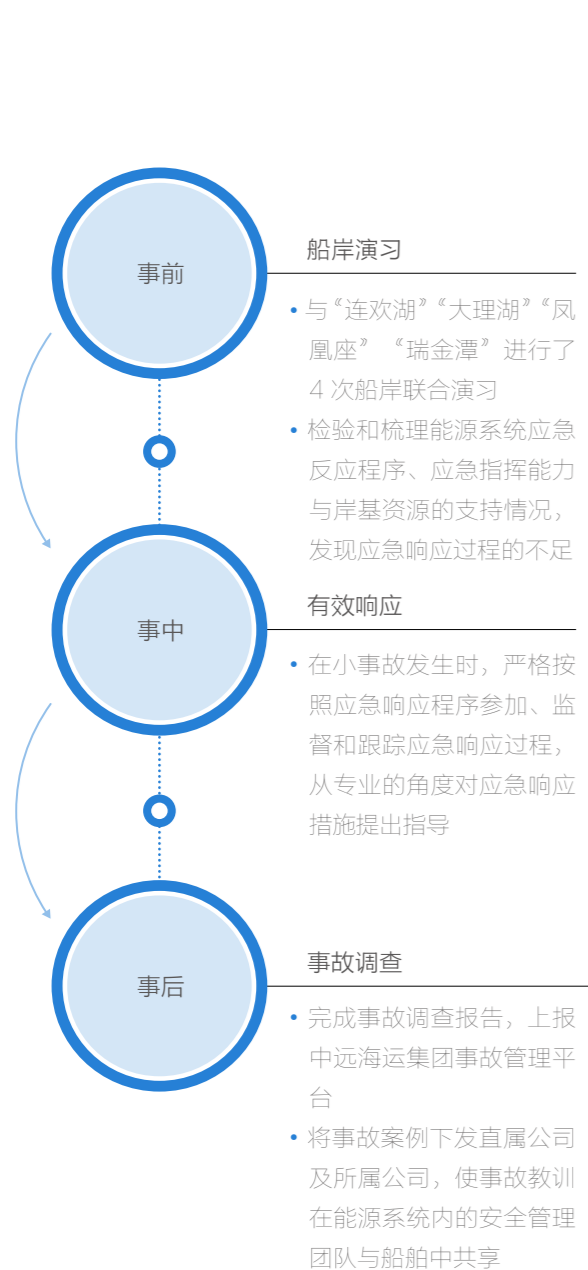 事前
船岸演习
• 与“连欢湖”“大理湖”“凤
凰座”“瑞金潭”进行了
4 次船岸联合演习
• 检验和梳理能源系统应急
反应程序、应急指挥能力
与岸基资源的支持情况，
发现应急响应过程的不足
事中
有效响应
• 在小事故发生时，严格按
照应急响应程序参加、监
督和跟踪应急响应过程，
从专业的角度对应急响应
措施提出指导
事后
事故调查
• 完成事故调查报告，上报
中远海运集团事故管理平
台
• 将事故案例下发直属公司
及所属公司，使事故教训
在能源系统内的安全管理
团队与船舶中共享